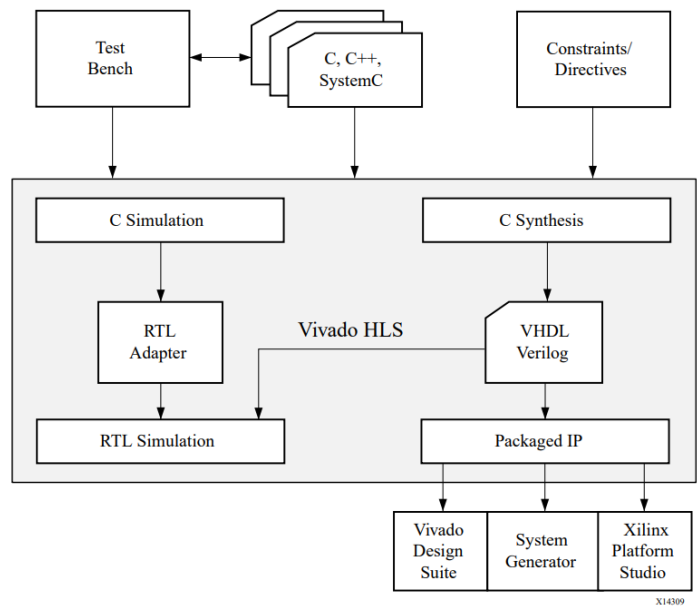 Test
Bench
C, C++,
SystemC
Constraints/
Directives
C Simulation
C Synthesis
RTL
Adapter
Vivado HLS
VHDL
Verilog
RTL Simulation
Packaged IP
Vivado
Design
Suite
System
Generator
Xilinx
Platform
Studio
X14309